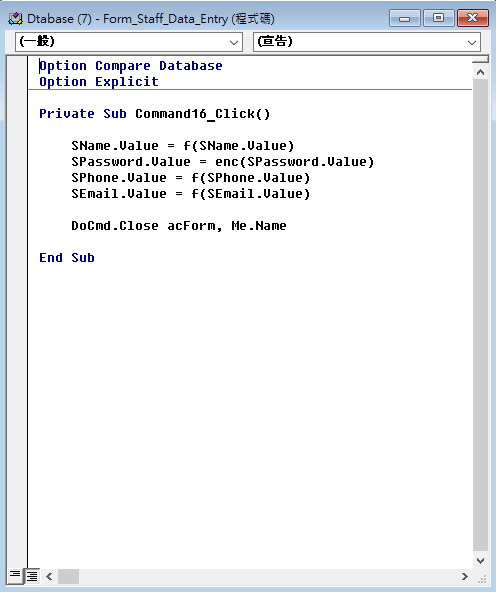 Dtabase (7) - Form_Staff_Data_Entry (程式碼)
(一般)
(宣告)
Option Compare Database
Option Explicit
Private Sub Command16_Click()
SName.Value = f(SName.Value)
SPassword.Value = enc(SPassword.Value)
SPhone.Value = f(SPhone.Value)
SEmail.Value = f(SEmail.Value)
DoCmd.Close acForm, Me.Name
End Sub